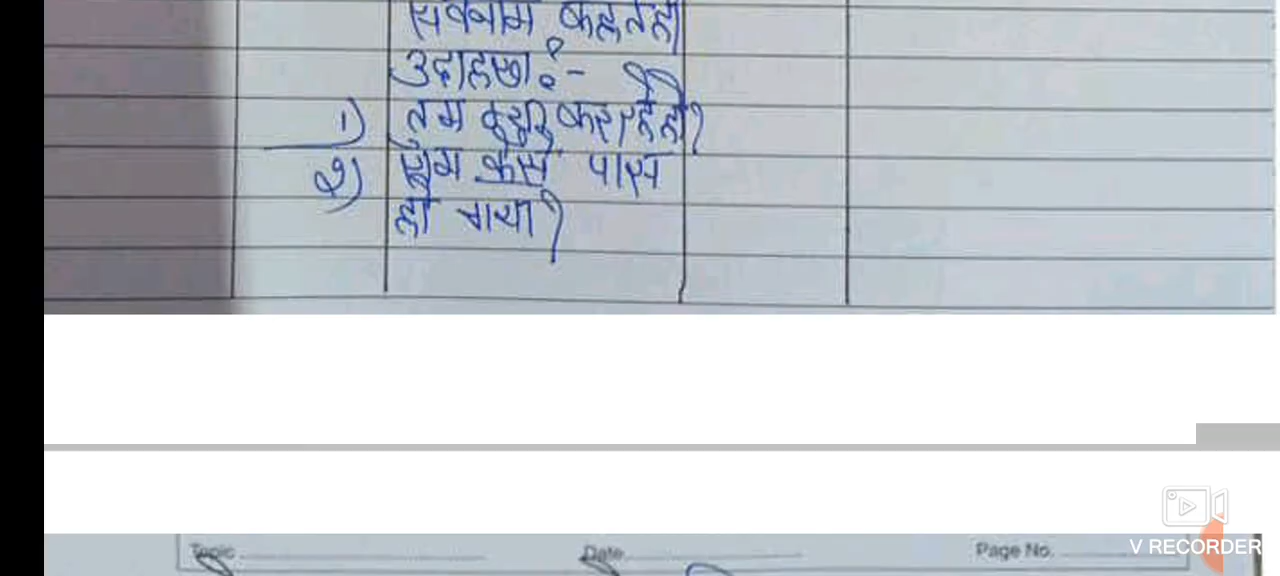 सर्वनाम कहते है।
उदाहरण:-
1) तुम क्या कर रहे हो?
2) कैसे पास
हो गया?
Topic Date Page No.
V RECORDER